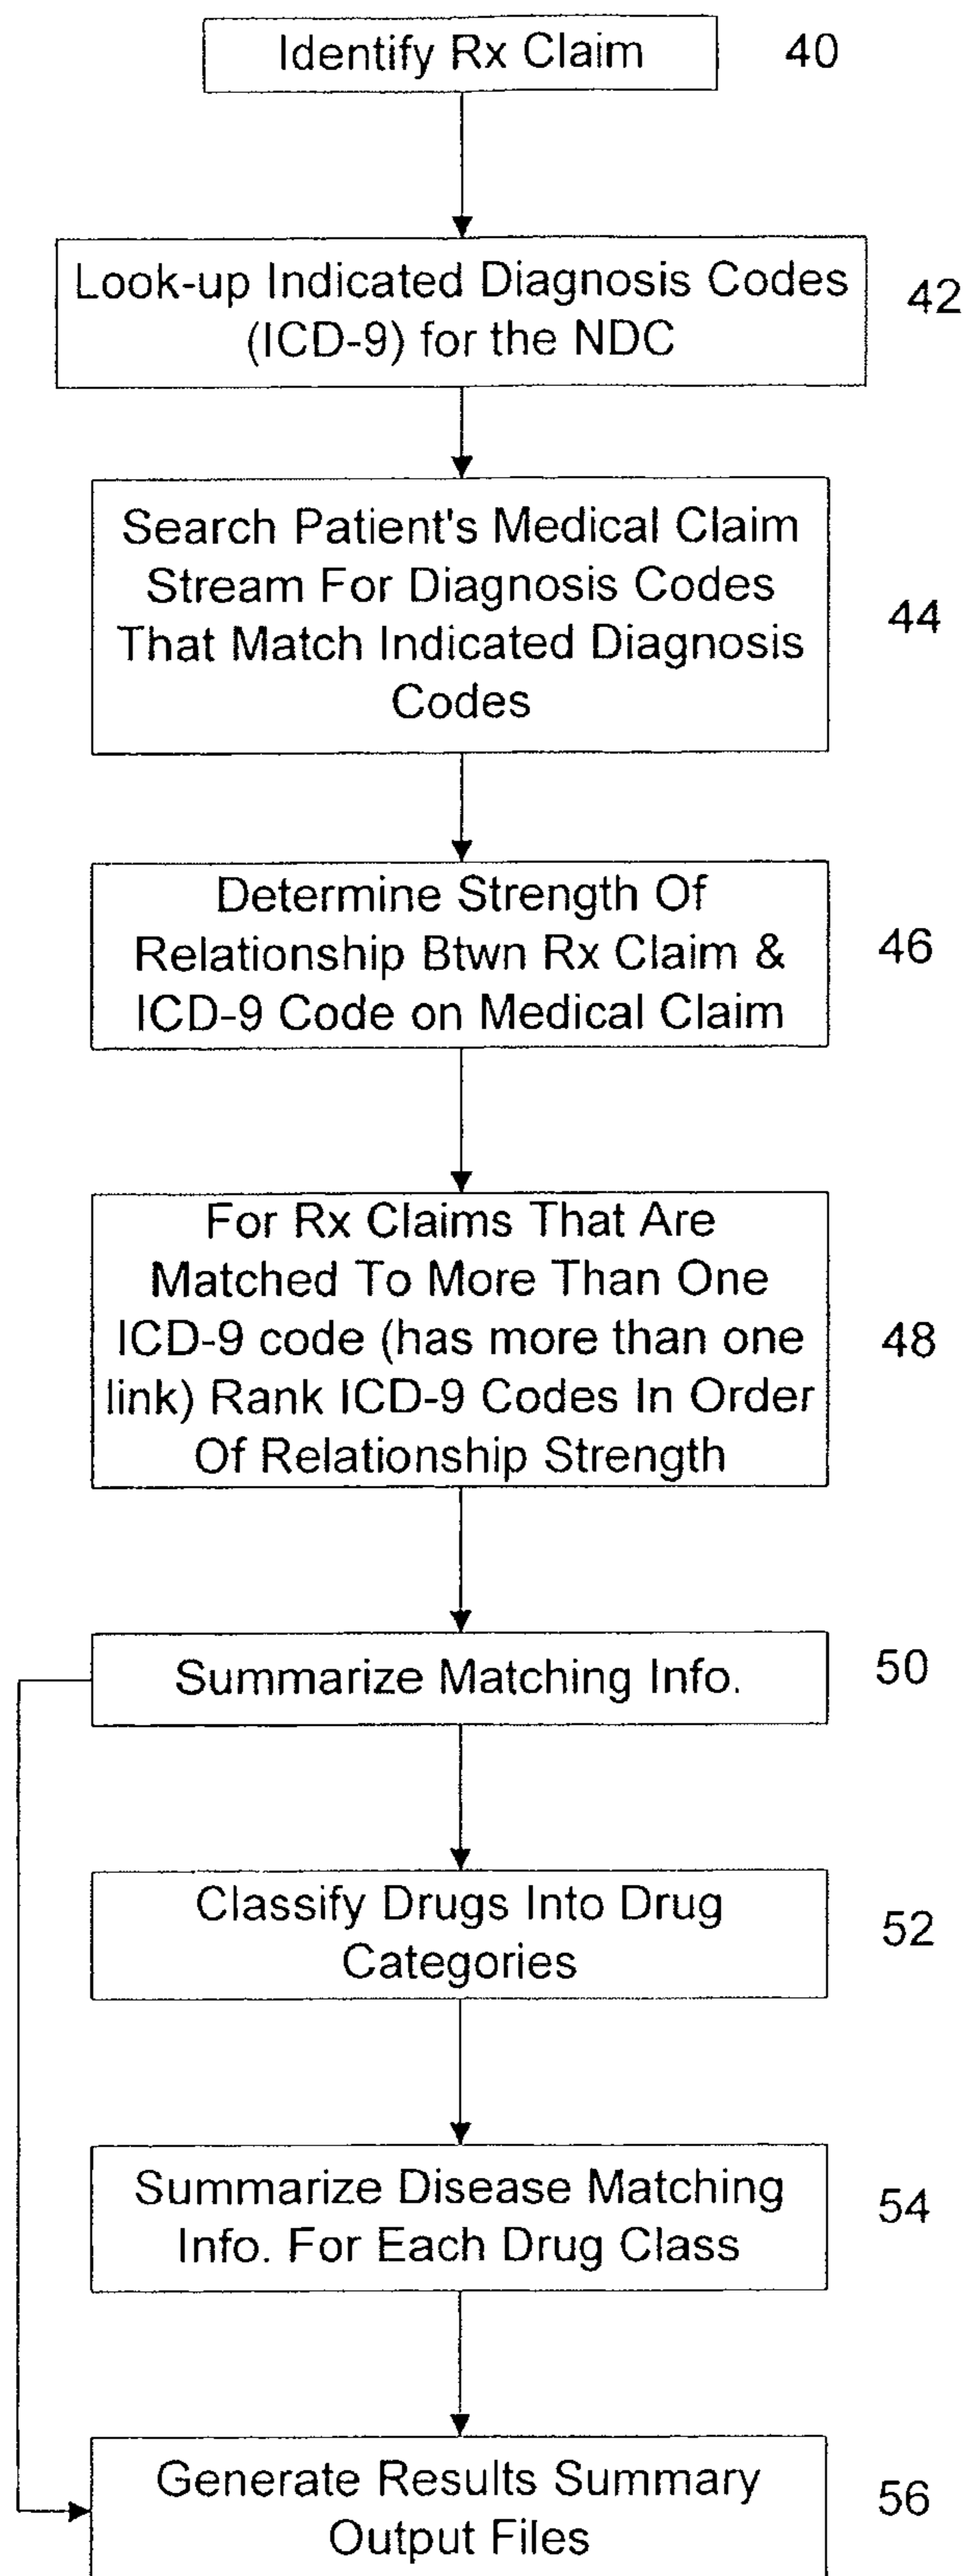 Identify Rx Claim
40
Look-up Indicated Diagnosis Codes
(ICD-9) for the NDC
42
Search Patient's Medical Claim
Stream For Diagnosis Codes
That Match Indicated Diagnosis
Codes
44
Determine Strength Of
Relationship Btwn Rx Claim &
ICD-9 Code on Medical Claim
46
For Rx Claims That Are
Matched To More Than One
ICD-9 code (has more than one
link) Rank ICD-9 Codes In Order
Of Relationship Strength
48
Summarize Matching Info.
50
Classify Drugs Into Drug
Categories
52
Summarize Disease Matching
Info. For Each Drug Class
54
Generate Results Summary
Output Files
56